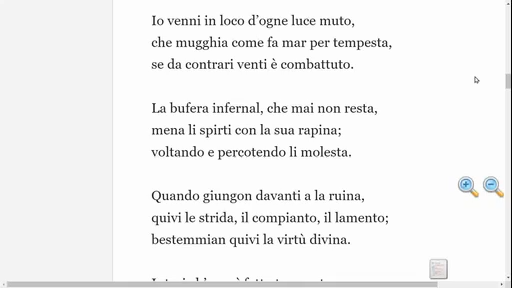 Io venni in loco d’ogne luce muto,
che mugghia come fa mar per tempesta,
se da contrari venti è combattuto.
La bufera infernal, che mai non resta,
mena li spirti con la sua rapina;
voltando e percotendo li molesta.
Quando giungon davanti a la ruina,
quivi le strida, il compianto, il lamento;
bestemmian quivi la virtù divina.